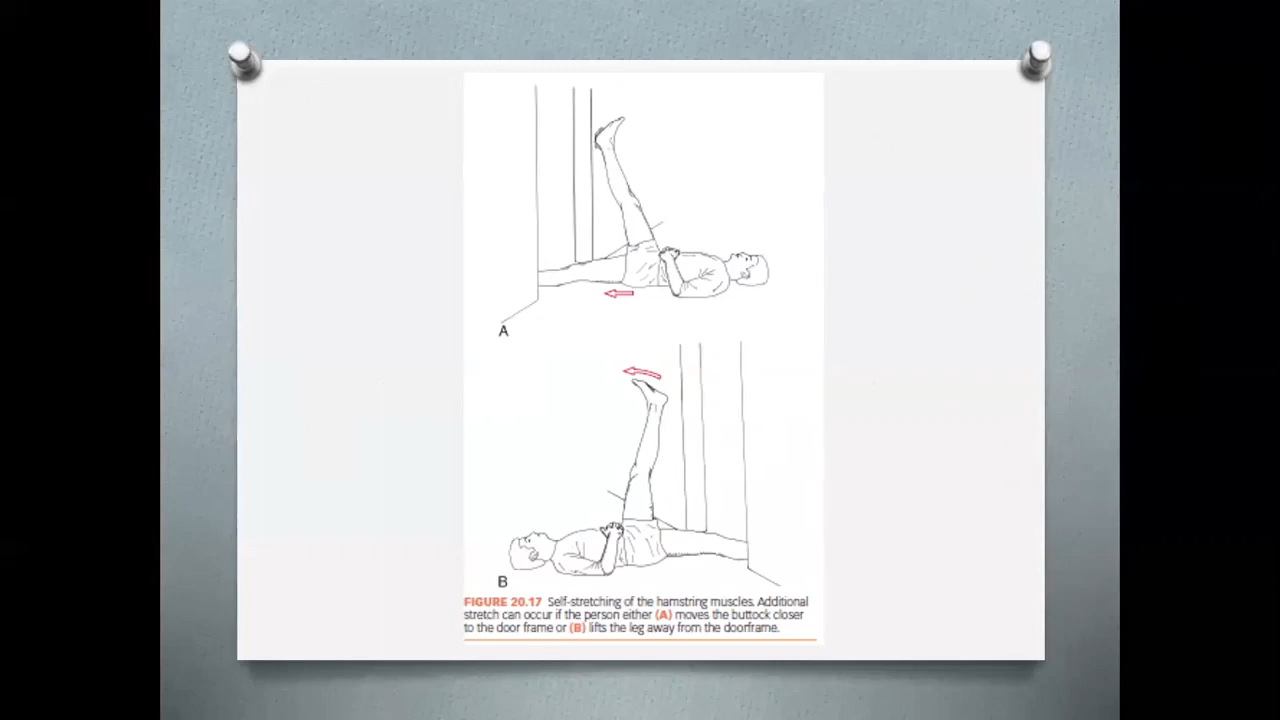 A
B
FIGURE 20.17 Self-stretching of the hamstring muscles. Additional
stretch can occur if the person either (A) moves the buttock closer
to the door frame or (B) lifts the leg away from the doorframe.